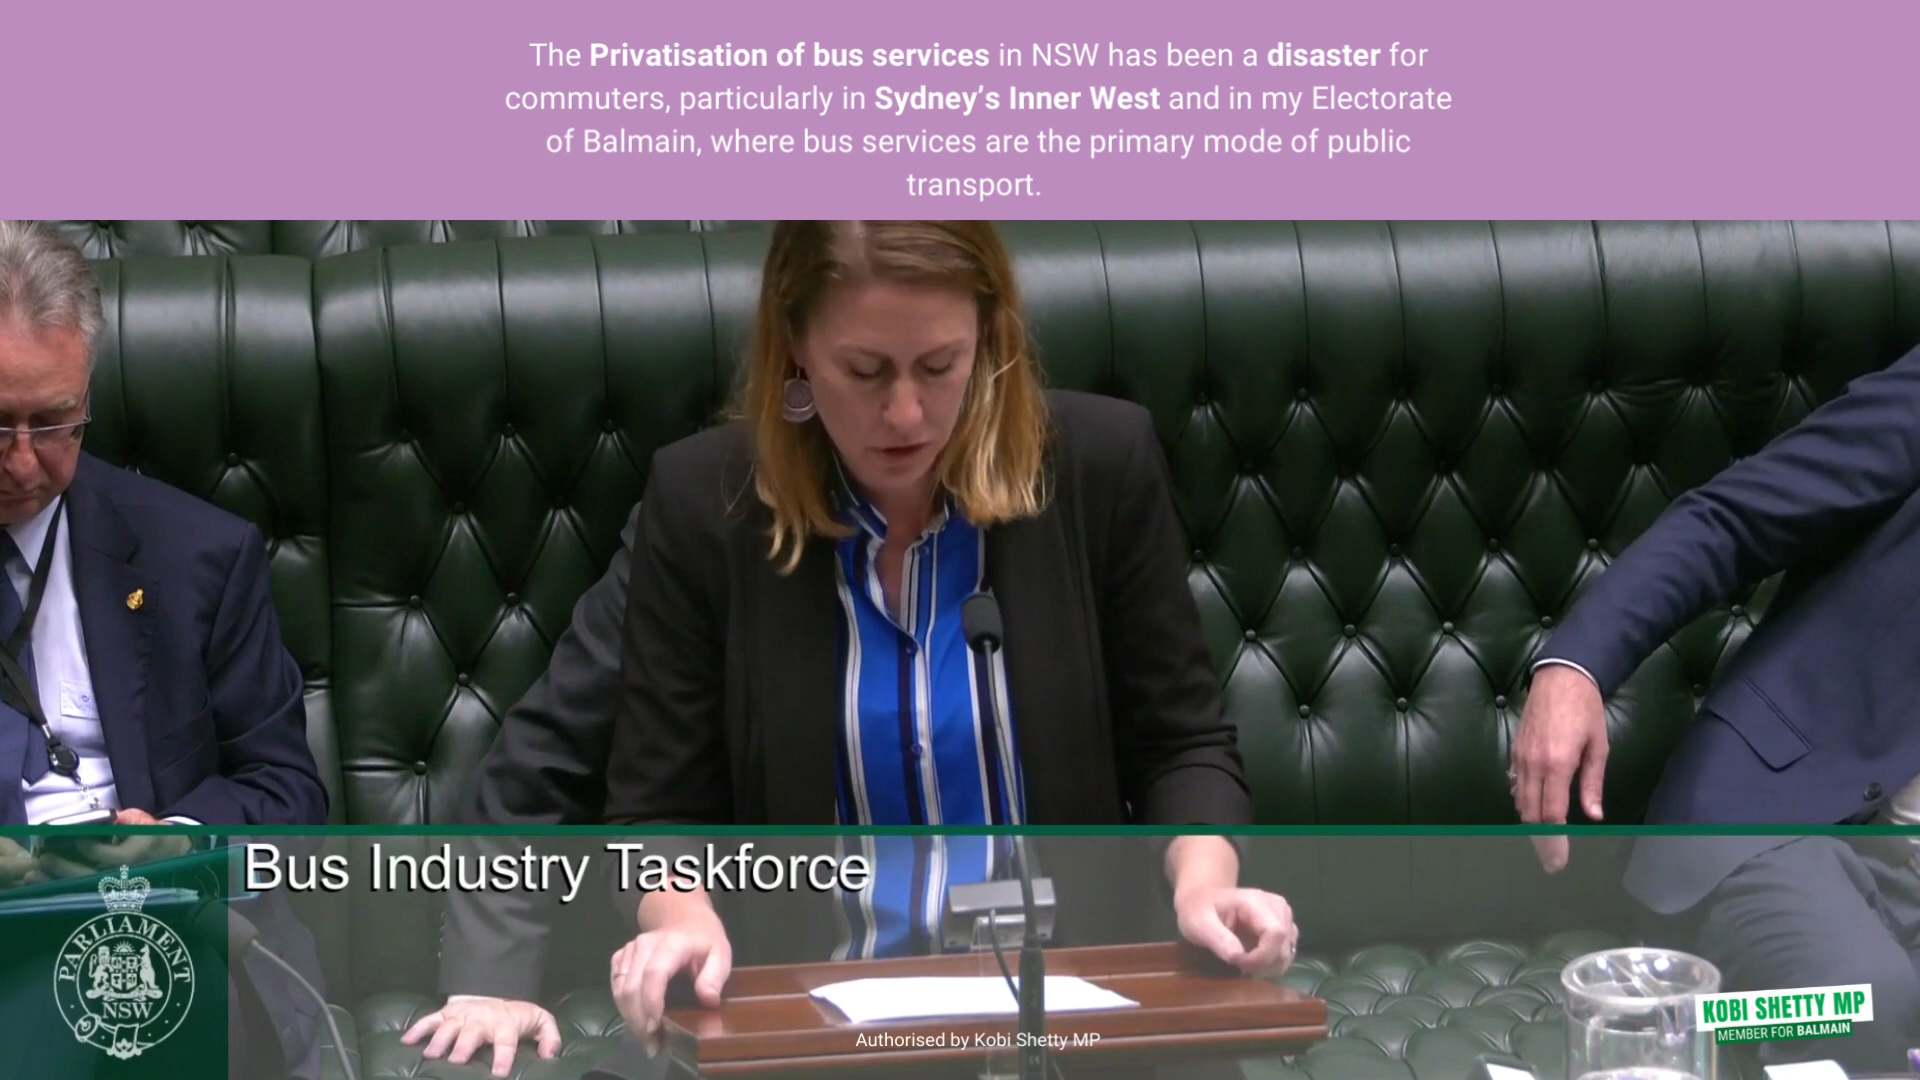 The Privatisation of bus services in NSW has been a disaster for
commuters, particularly in Sydney's Inner West and in my Electorate
of Balmain, where bus services are the primary mode of public
transport.
Bus Industry Taskforce
PARLIAMENT
NSW
Authorised by Kobi Shetty MP
KOBI SHETTY MP
MEMBER FOR BALMAIN